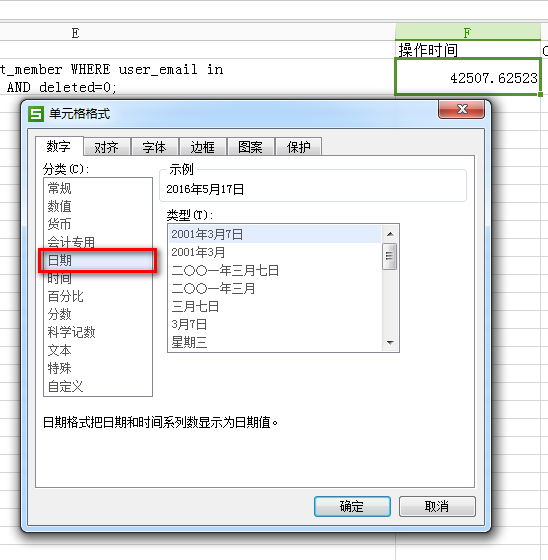 E
F
操作时间
t_member WHERE user_email in
AND deleted=0;
42507.62523
S
单元格格式
数字
对齐
字体
边框
图案
保护
分类(C):
常规
数值
货币
会计专用
日期
时间
百分比
分数
科学记数
文本
特殊
自定义
示例
2016年5月17日
类型(T):
2001年3月7日
2001年3月
二〇〇一年三月七日
二〇〇一年三月
三月七日
3月7日
星期三
日期格式把日期和时间系列数显示为日期值。
确定
取消